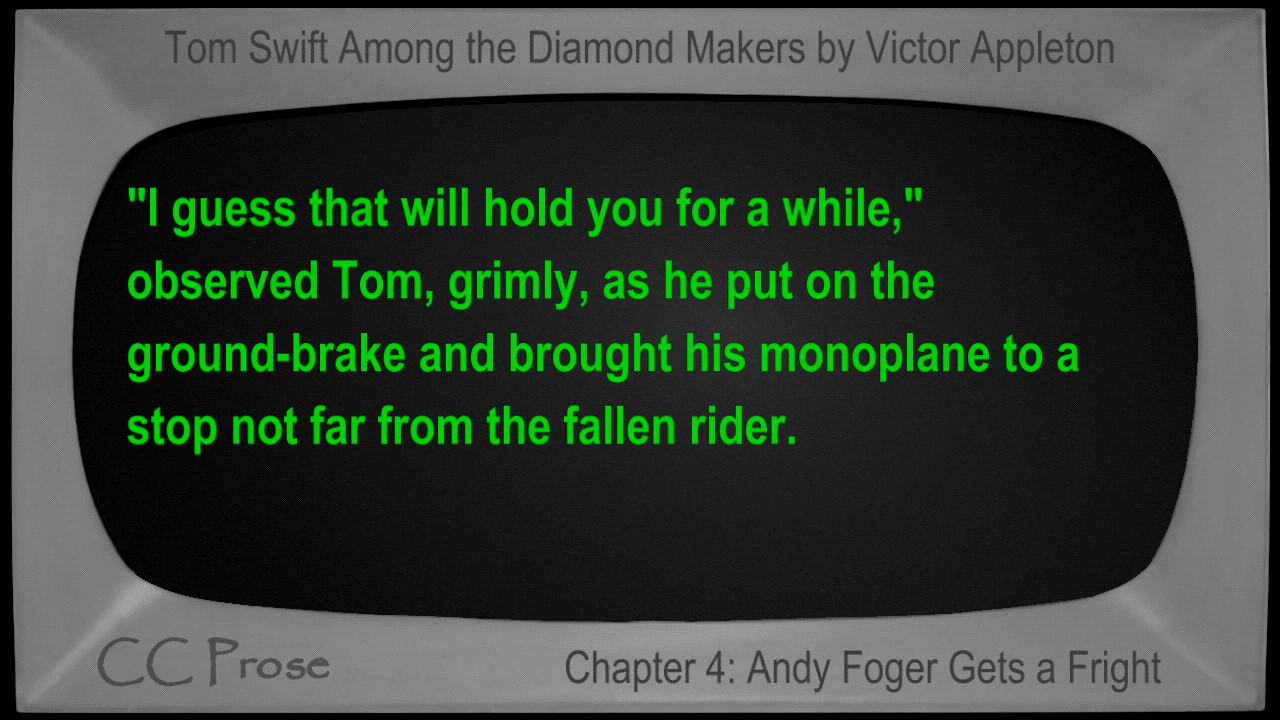 Tom Swift Among the Diamond Makers by Victor Appleton
"I guess that will hold you for a while,"
observed Tom, grimly, as he put on the
ground-brake and brought his monoplane to a
stop not far from the fallen rider.
CC Prose
Chapter 4: Andy Foger Gets a Fright